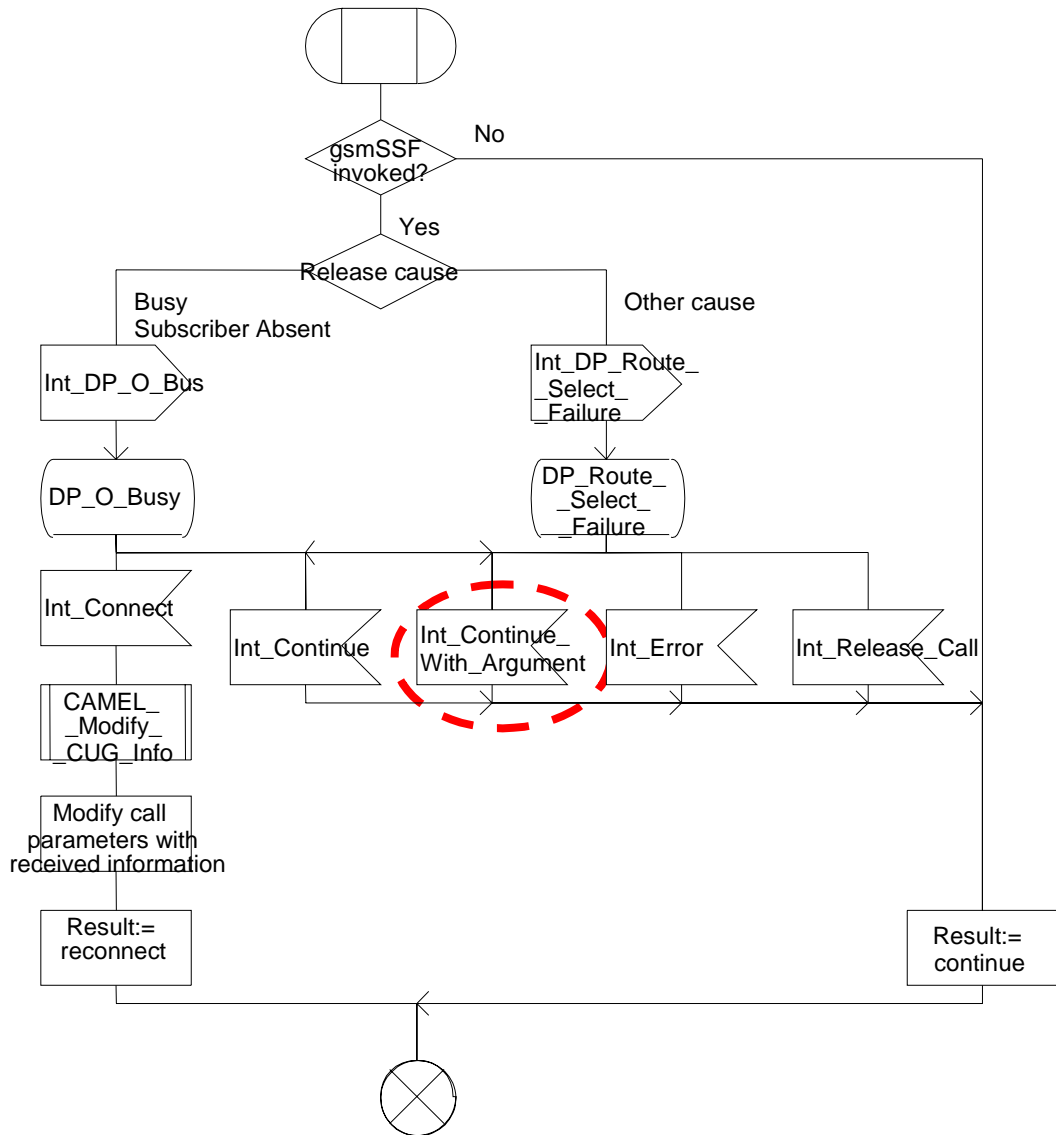 gsmSSF
invoked?
No
Yes
Release cause
Busy
Subscriber Absent
Other cause
Int_DP_O_Bus
Int_DP_Route_
_Select_
_Failure
DP_O_Busy
DP_Route_
_Select_
_Failure
Int_Connect
Int_Continue
Int_Continue_
With_Argument
Int_Error
Int_Release_Call
CAMEL_
_Modify_
_CUG_Info
Modify call
parameters with
received information
Result:=
reconnect
Result:=
continue